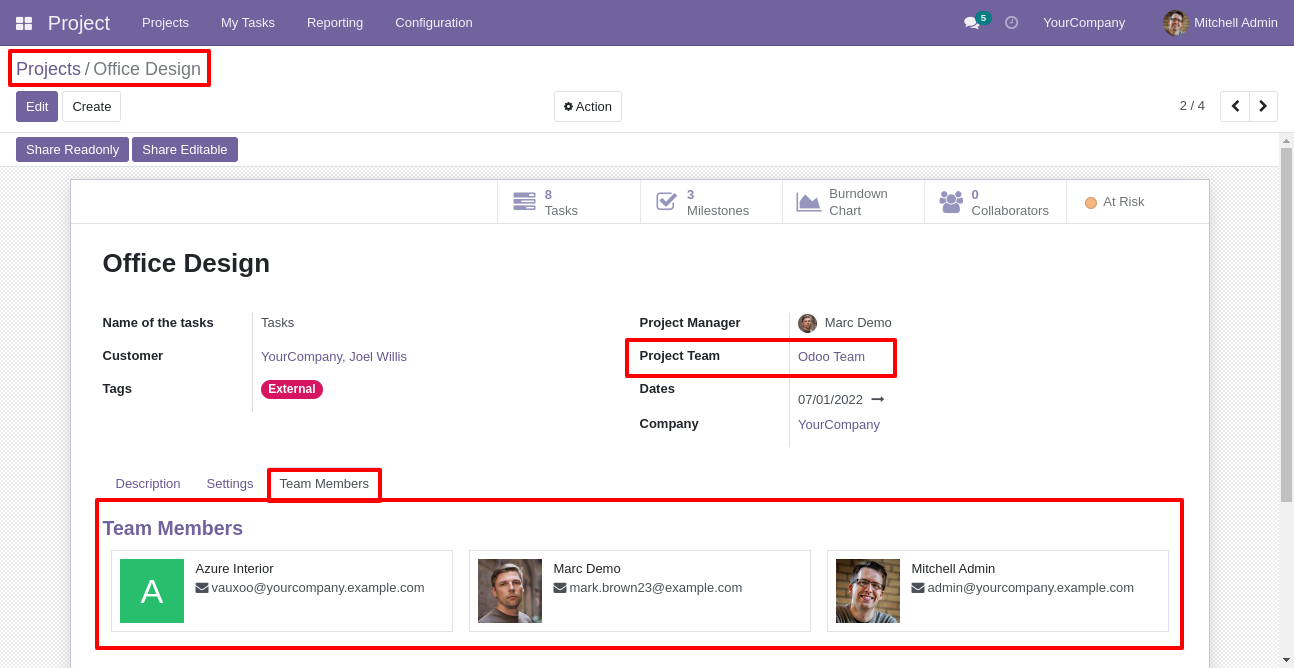 Project Projects My Tasks Reporting Configuration 5 YourCompany Mitchell Admin
Projects / Office Design
Edit Create Action 2 / 4
Share Readonly Share Editable
8 Tasks
3 Milestones
Burndown Chart
0 Collaborators
At Risk
Office Design
Name of the tasks Tasks
Customer YourCompany, Joel Willis
Tags External
Project Manager Marc Demo
Project Team Odoo Team
Dates 07/01/2022
Company YourCompany
Description Settings Team Members
Team Members
A
Azure Interior
vauxoo@yourcompany.example.com
Marc Demo
mark.brown23@example.com
Mitchell Admin
admin@yourcompany.example.com